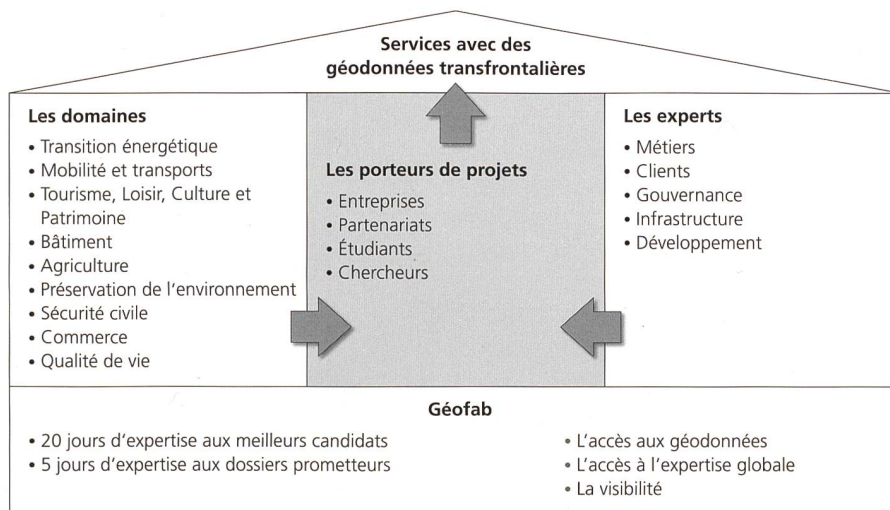 Services avec des
géodonnées transfrontalières
Les domaines
• Transition énergétique
• Mobilité et transports
• Tourisme, Loisir, Culture et
Patrimoine
• Bâtiment
• Agriculture
• Préservation de l'environnement
• Sécurité civile
• Commerce
• Qualité de vie
Les porteurs de projets
• Entreprises
• Partenariats
• Étudiants
• Chercheurs
Les experts
• Métiers
• Clients
• Gouvernance
• Infrastructure
• Développement
Géofab
• 20 jours d'expertise aux meilleurs candidats
• 5 jours d'expertise aux dossiers prometteurs
• L'accès aux géodonnées
• L'accès à l'expertise globale
• La visibilité